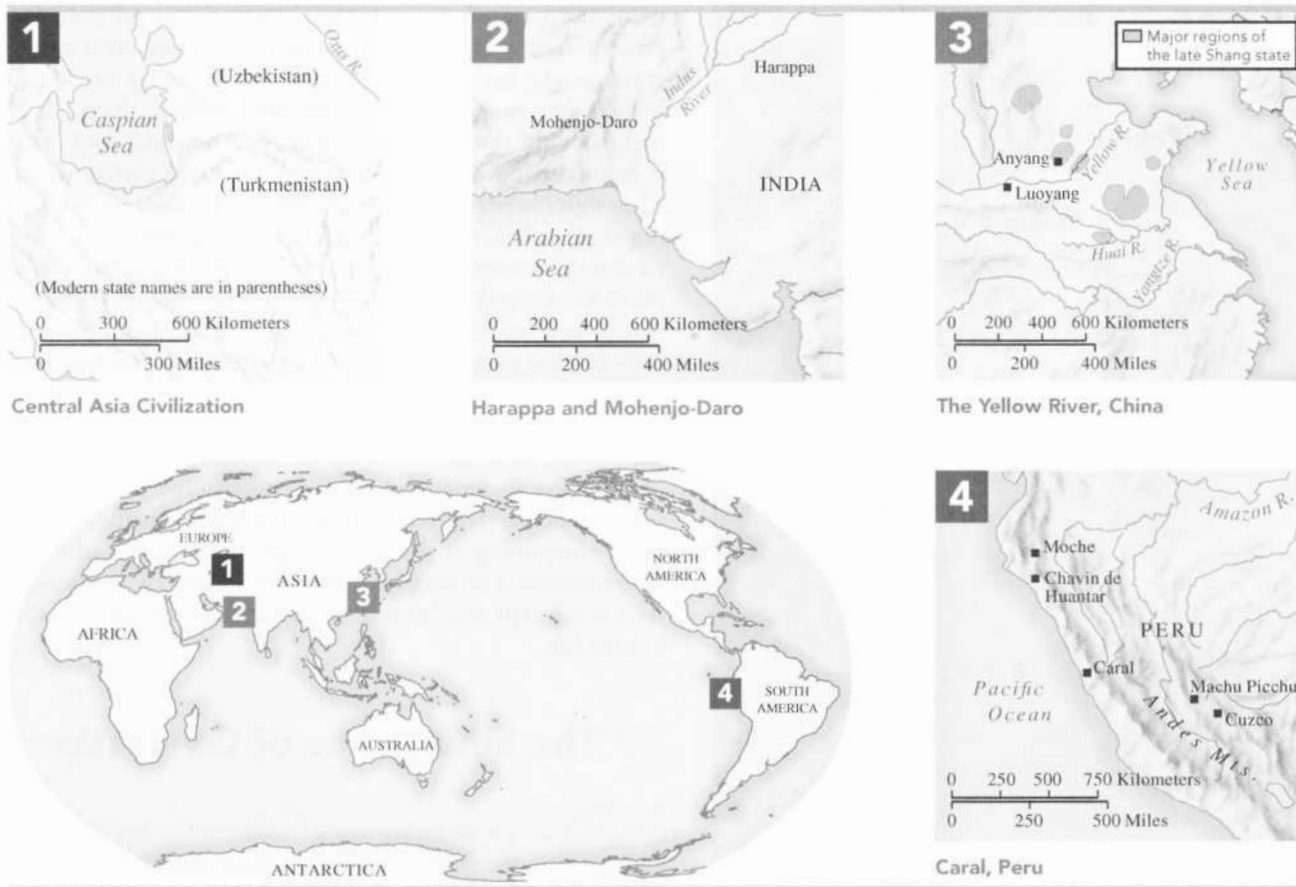 1
Oxus R.
(Uzbekistan)
Caspian
Sea
(Turkmenistan)
(Modern state names are in parentheses)
0 300 600 Kilometers
0 300 Miles
Central Asia Civilization
2
Harappa
Indus
River
Mohenjo-Daro
INDIA
Arabian
Sea
0 200 400 600 Kilometers
0 200 400 Miles
Harappa and Mohenjo-Daro
3
Major regions of
the late Shang state
Anyang
Yellow R.
Yellow
Sea
Luoyang
Huai R.
Yangtze R.
0 200 400 600 Kilometers
0 200 400 Miles
The Yellow River, China
EUROPE
1
ASIA
2
3
AFRICA
NORTH
AMERICA
4
SOUTH
AMERICA
AUSTRALIA
ANTARCTICA
4
Amazon R.
Moche
Chavin de
Huantar
PERU
Caral
Machu Picchu
Cuzco
Pacific
Ocean
Andes Mts.
0 250 500 750 Kilometers
0 250 500 Miles
Caral, Peru